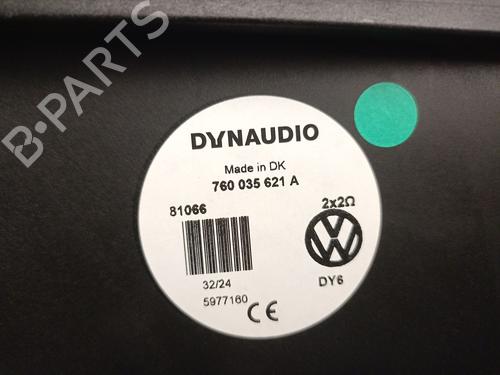 B-PARTS
DYNAUDIO
Made in DK
760 035 621 A
81066
2x2Ω
32/24
DY6
5977160
CE